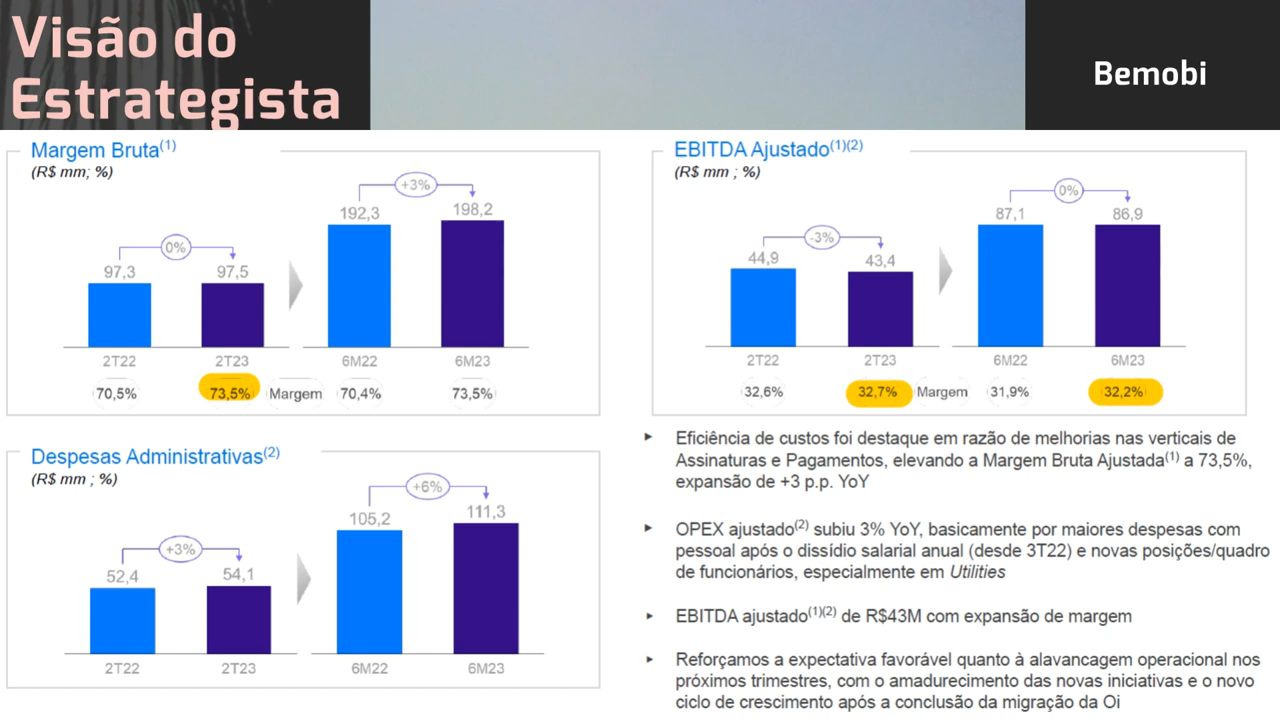 Visão do
Estrategista
Bemobi
Margem Bruta(1)
(R$ mm; %)
+3%
192,3
198,2
0%
97,3
97,5
2T22
2T23
6M22
6M23
70,5%
73,5%
Margem
70,4%
73,5%
EBITDA Ajustado(1)(2)
(R$ mm ; %)
0%
87,1
86,9
-3%
44,9
43,4
2T22
2T23
6M22
6M23
32,6%
32,7%
Margem
31,9%
32,2%
Despesas Administrativas(2)
(R$ mm ; %)
+6%
105,2
111,3
+3%
52,4
54,1
2T22
2T23
6M22
6M23
▸ Eficiência de custos foi destaque em razão de melhorias nas verticais de
Assinaturas e Pagamentos, elevando a Margem Bruta Ajustada(1) a 73,5%,
expansão de +3 p.p. YoY
▸ OPEX ajustado(2) subiu 3% YoY, basicamente por maiores despesas com
pessoal após o dissídio salarial anual (desde 3T22) e novas posições/quadro
de funcionários, especialmente em Utilities
▸ EBITDA ajustado(1)(2) de R$43M com expansão de margem
▸ Reforçamos a expectativa favorável quanto à alavancagem operacional nos
próximos trimestres, com o amadurecimento das novas iniciativas e o novo
ciclo de crescimento após a conclusão da migração da Oi